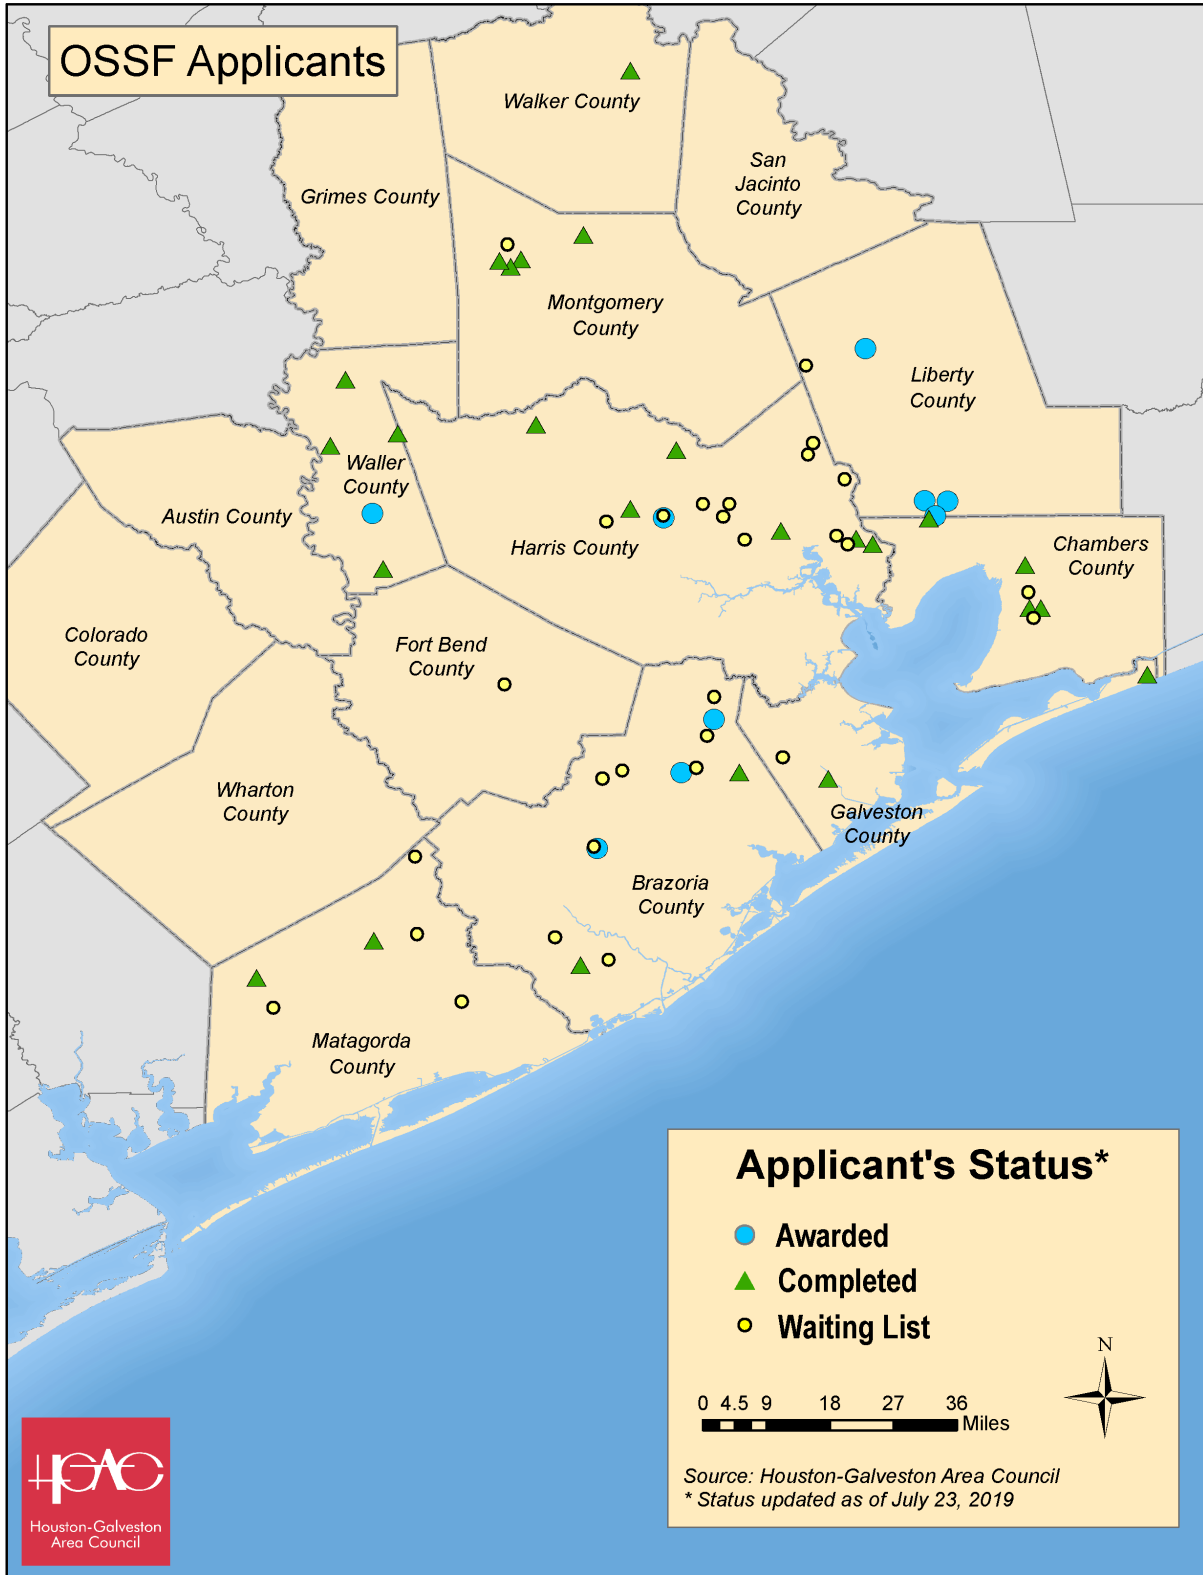 OSSF Applicants
Walker County
San
Jacinto
County
Grimes County
Montgomery
County
Liberty
County
Waller
County
Austin County
Harris County
Chambers
County
Colorado
County
Fort Bend
County
Wharton
County
Galveston
County
Brazoria
County
Matagorda
County
Applicant's Status*
Awarded
Completed
Waiting List
N
0 4.5 9 18 27 36
Miles
Source: Houston-Galveston Area Council
* Status updated as of July 23, 2019
HGAC
Houston-Galveston
Area Council